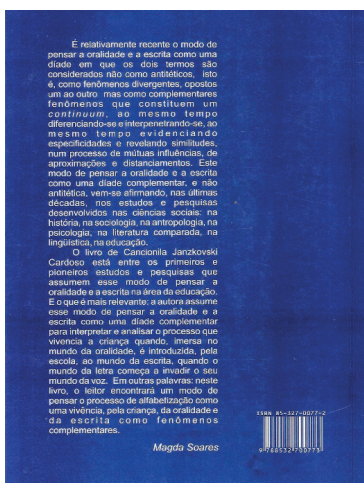 É relativamente recente o modo de
pensar a oralidade e a escrita como uma
díade em que os dois termos são
considerados não como antitéticos, isto
é, como fenômenos divergentes, opostos
um ao outro mas como complementares
fenômenos que constituem um
continuum, ao mesmo tempo
diferenciando-se e interpenetrando-se, ao
mesmo tempo evidenciando
especificidades e revelando similitudes,
num processo de mútuas influências, de
aproximações e distanciamentos. Este
modo de pensar a oralidade e a escrita
como uma díade complementar, e não
antitética, vem-se afirmando, nas últimas
décadas, nos estudos e pesquisas
desenvolvidos nas ciências sociais: na
história, na sociologia, na antropologia, na
psicologia, na literatura comparada, na
lingüística, na educação.
O livro de Cancionila Janzkovski
Cardoso está entre os primeiros e
pioneiros estudos e pesquisas que
assumem esse modo de pensar a
oralidade e a escrita na área da educação.
E o que é mais relevante: a autora assume
esse modo de pensar a oralidade e a
escrita como uma díade complementar
para interpretar e analisar o processo que
vivencia a criança quando, imersa no
mundo da oralidade, é introduzida, pela
escola, ao mundo da escrita, quando o
mundo da letra começa a invadir o seu
mundo da voz. Em outras palavras: neste
livro, o leitor encontrará um modo de
pensar o processo de alfabetização como
uma vivência, pela criança, da oralidade e
da escrita como fenômenos
complementares.
Magda Soares
ISBN 85-327-0077-2
9 788532 700773